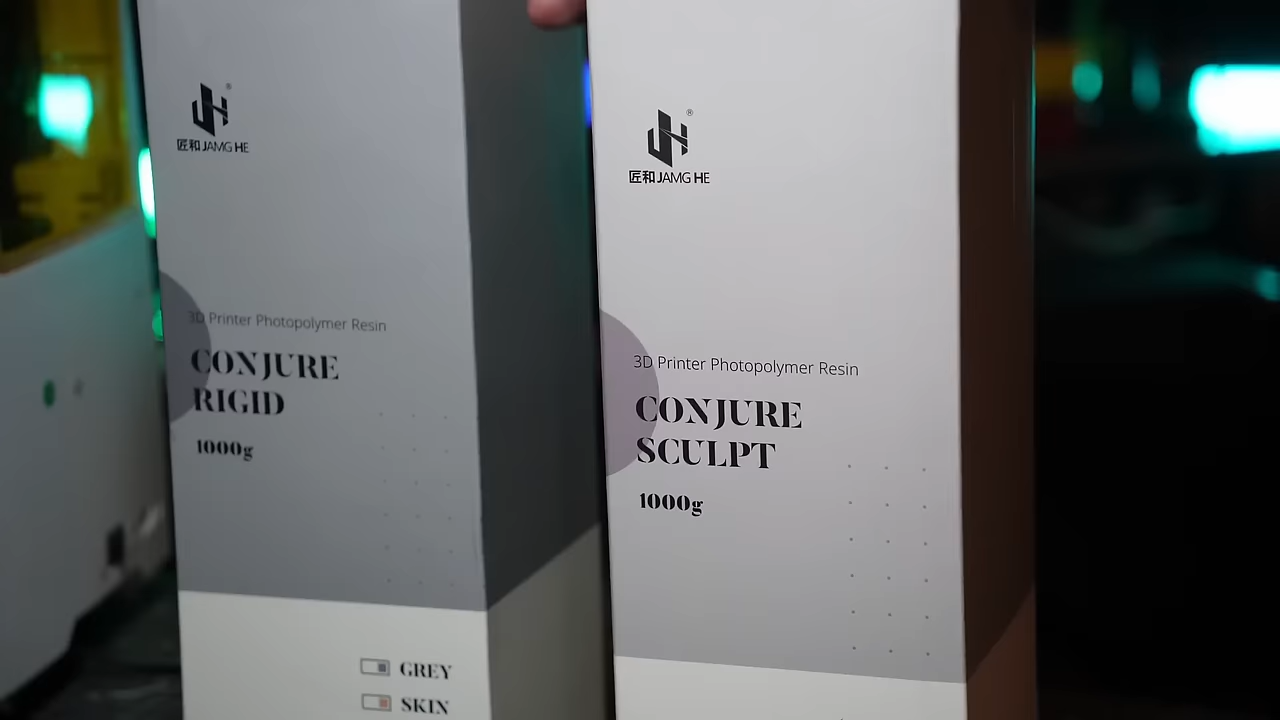 匠和 JAMG HE
3D Printer Photopolymer Resin
CONJURE
RIGID
1000g
GREY
SKIN
匠和 JAMG HE
3D Printer Photopolymer Resin
CONJURE
SCULPT
1000g